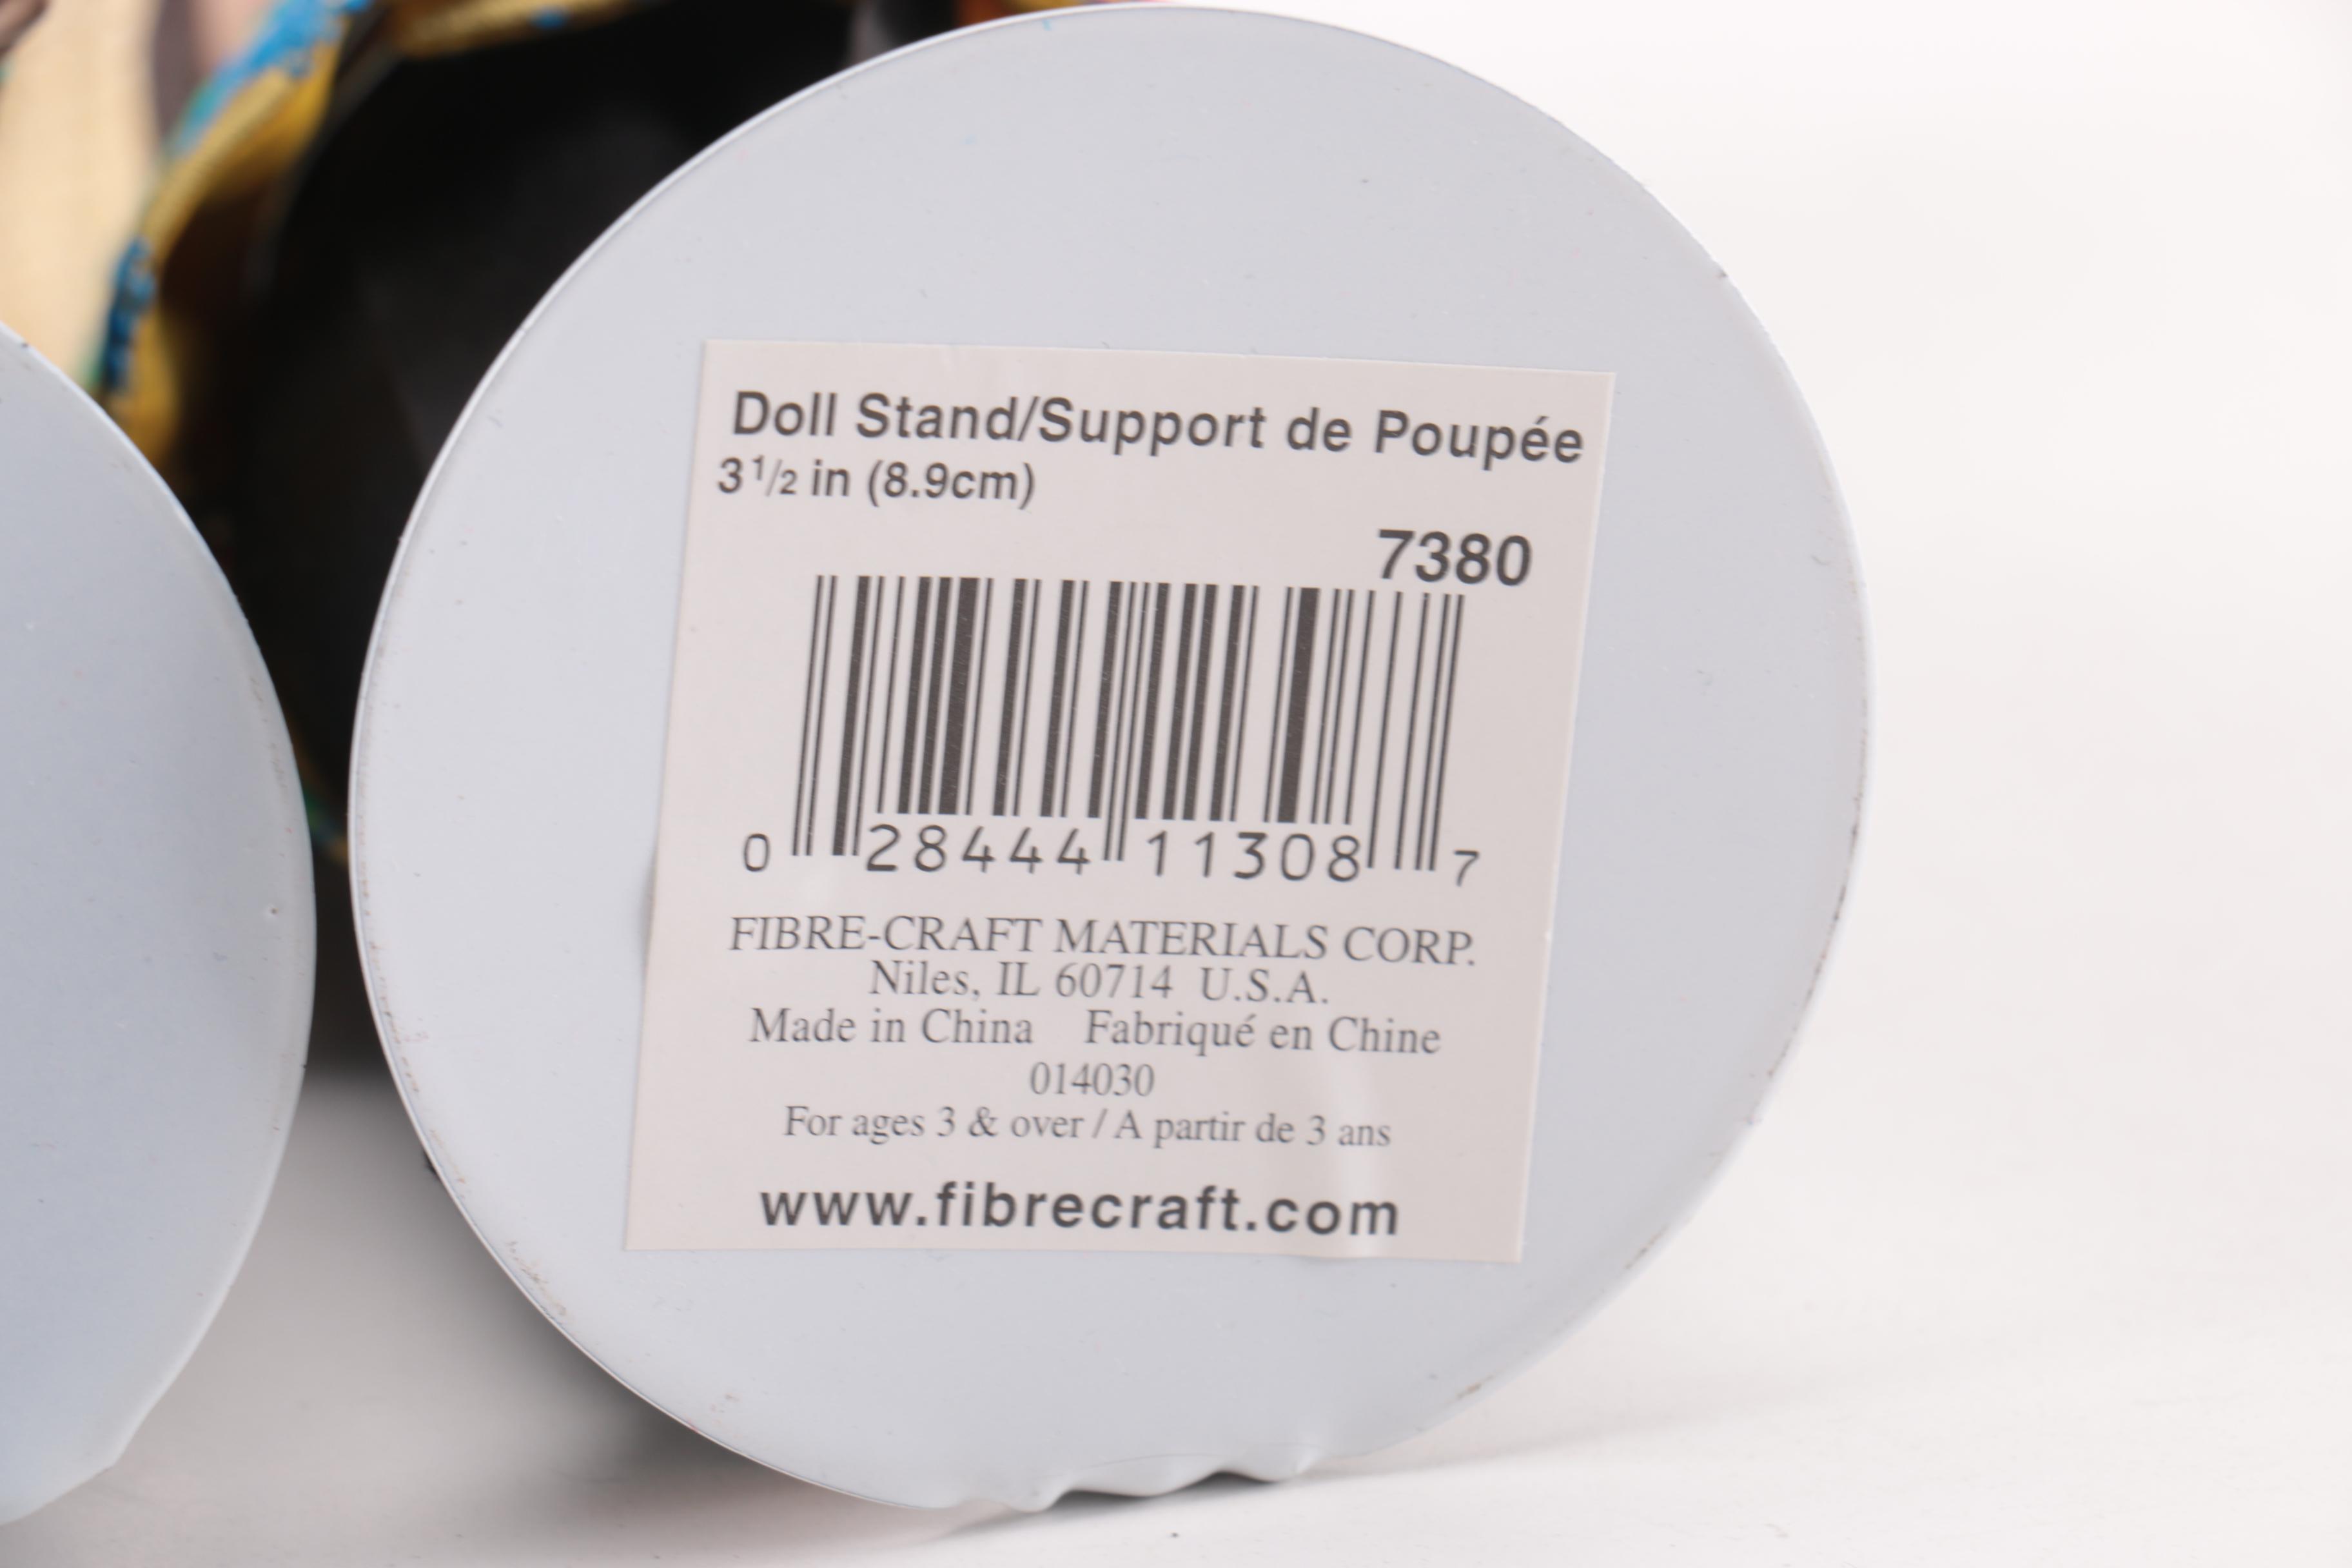 Doll Stand/Support de Poupée
3 1/2 in (8.9cm)
7380
0 28444 11308 7
FIBRE-CRAFT MATERIALS CORP.
Niles, IL 60714 U.S.A.
Made in China Fabriqué en Chine
014030
For ages 3 & over / A partir de 3 ans
www.fibrecraft.com